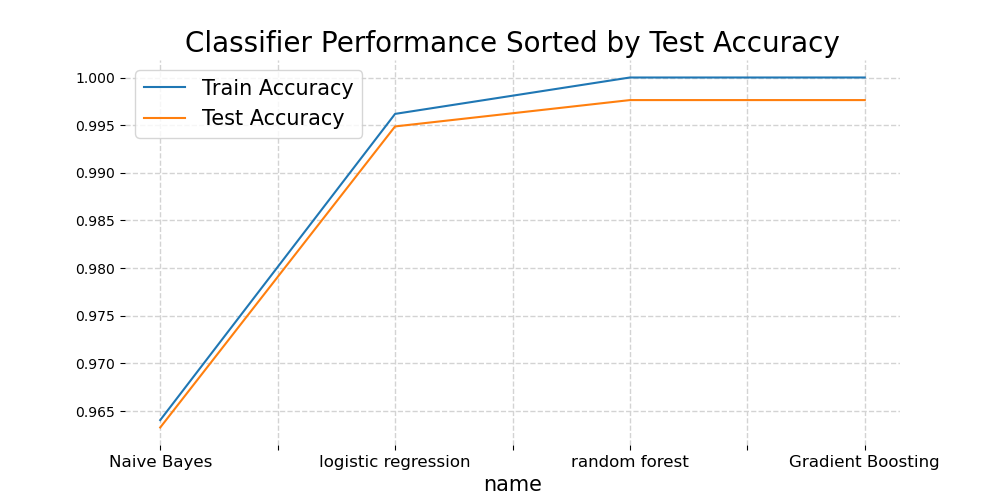 Classifier Performance Sorted by Test Accuracy
Train Accuracy
Test Accuracy
1.000
0.995
0.990
0.985
0.980
0.975
0.970
0.965
Naive Bayes logistic regression random forest Gradient Boosting
name